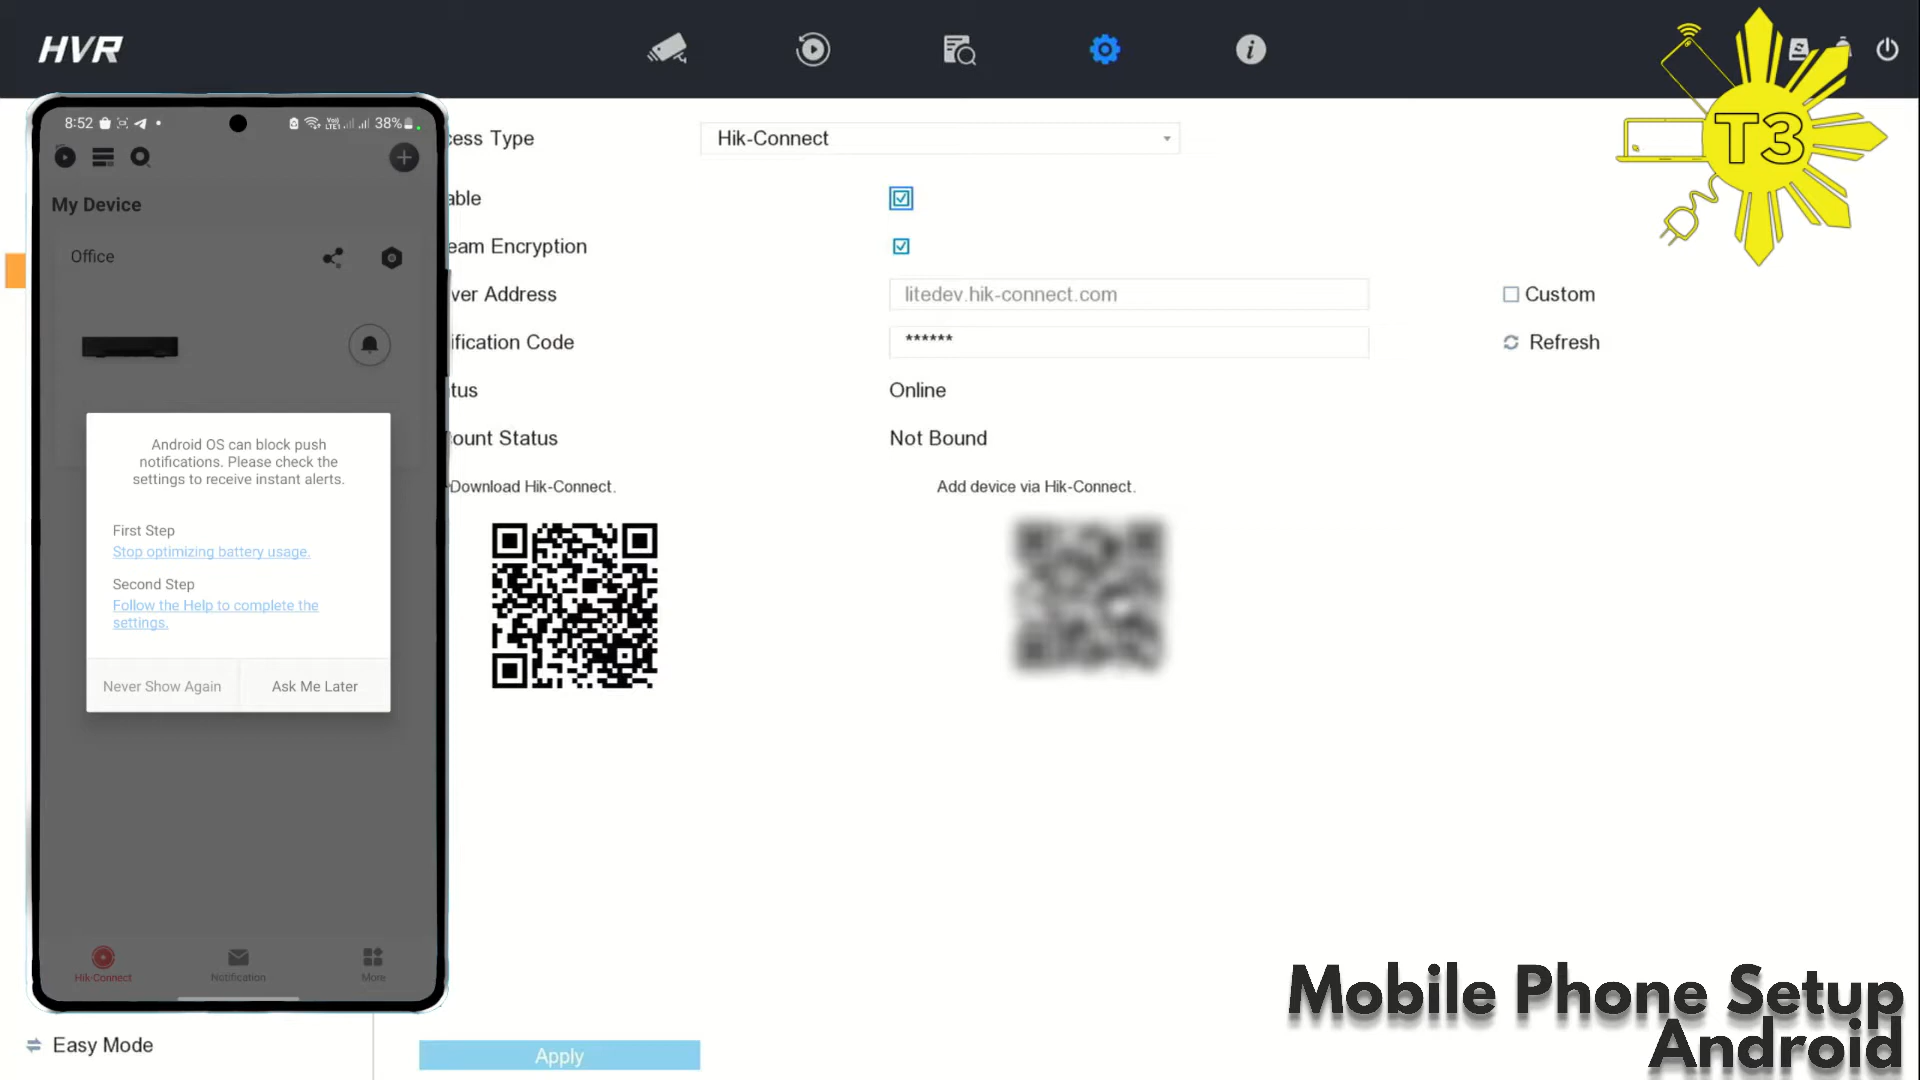 HVR
T3
8:52
38%
My Device
Office
Android OS can block push
notifications. Please check the
settings to receive instant alerts.
First Step
Stop optimizing battery usage.
Second Step
Follow the Help to complete the
settings.
Never Show Again
Ask Me Later
Hik-Connect
Notification
More
cess Type
Hik-Connect
able
eam Encryption
ver Address
litedev.hik-connect.com
Custom
ification Code
******
Refresh
tus
Online
ount Status
Not Bound
Download Hik-Connect.
Add device via Hik-Connect.
Easy Mode
Apply
Mobile Phone Setup
Android